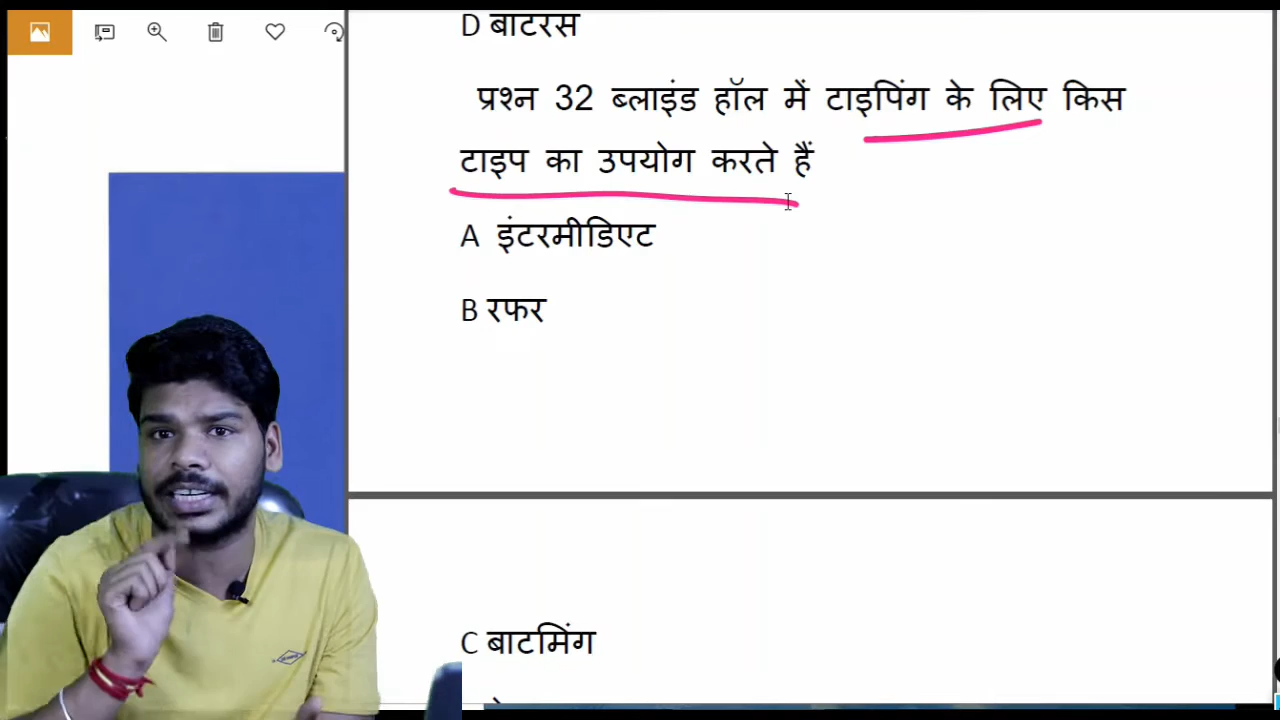 D बाटरस
प्रश्न 32 ब्लाइंड हॉल में टाइपिंग के लिए किस
टाइप का उपयोग करते हैं
A इंटरमीडिएट
B रफर
C बाटमिंग